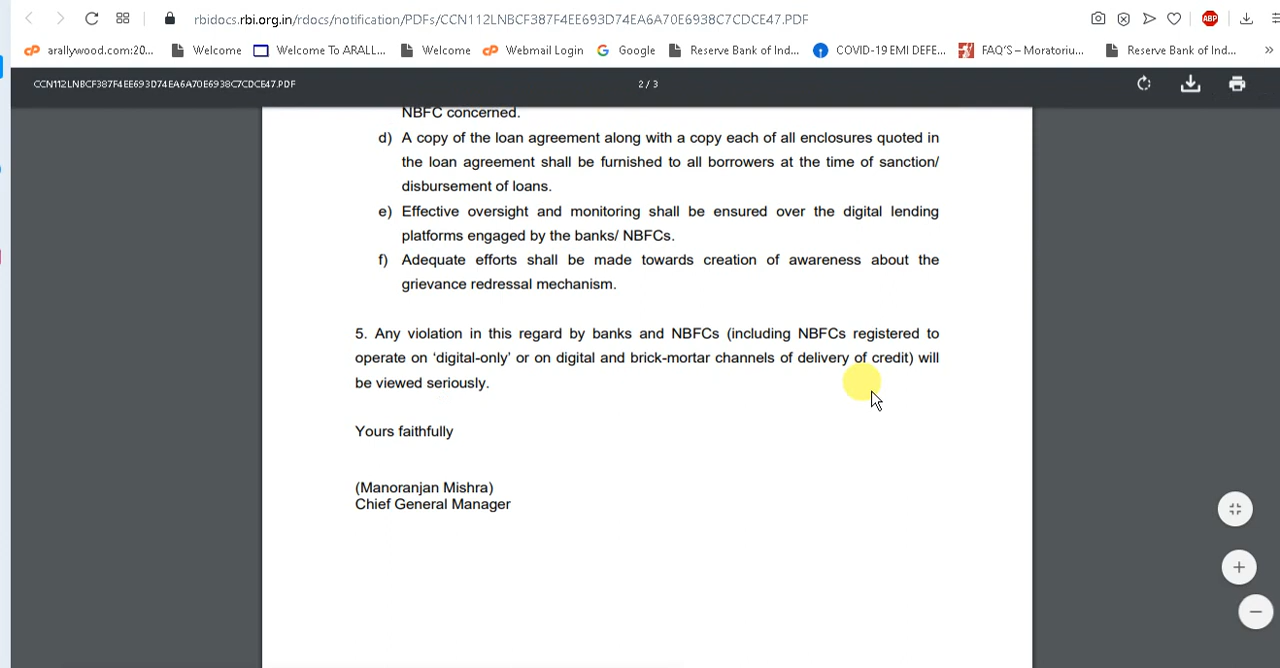 rbidocs.rbi.org.in/rdocs/notification/PDFs/CCN112LNBCF387F4EE693D74EA6A70E6938C7CDCE47.PDF
ABP
arallywood.com:20... Welcome Welcome To ARALL... Welcome Webmail Login Google Reserve Bank of Ind... COVID-19 EMI DEFE... FAQ'S – Moratoriu... Reserve Bank of Ind... »
CCN112LNBCF387F4EE693D74EA6A70E6938C7CDCE47.PDF 2 / 3
NBFC concerned.
d) A copy of the loan agreement along with a copy each of all enclosures quoted in
the loan agreement shall be furnished to all borrowers at the time of sanction/
disbursement of loans.
e) Effective oversight and monitoring shall be ensured over the digital lending
platforms engaged by the banks/ NBFCs.
f) Adequate efforts shall be made towards creation of awareness about the
grievance redressal mechanism.
5. Any violation in this regard by banks and NBFCs (including NBFCs registered to
operate on ‘digital-only’ or on digital and brick-mortar channels of delivery of credit) will
be viewed seriously.
Yours faithfully
(Manoranjan Mishra)
Chief General Manager